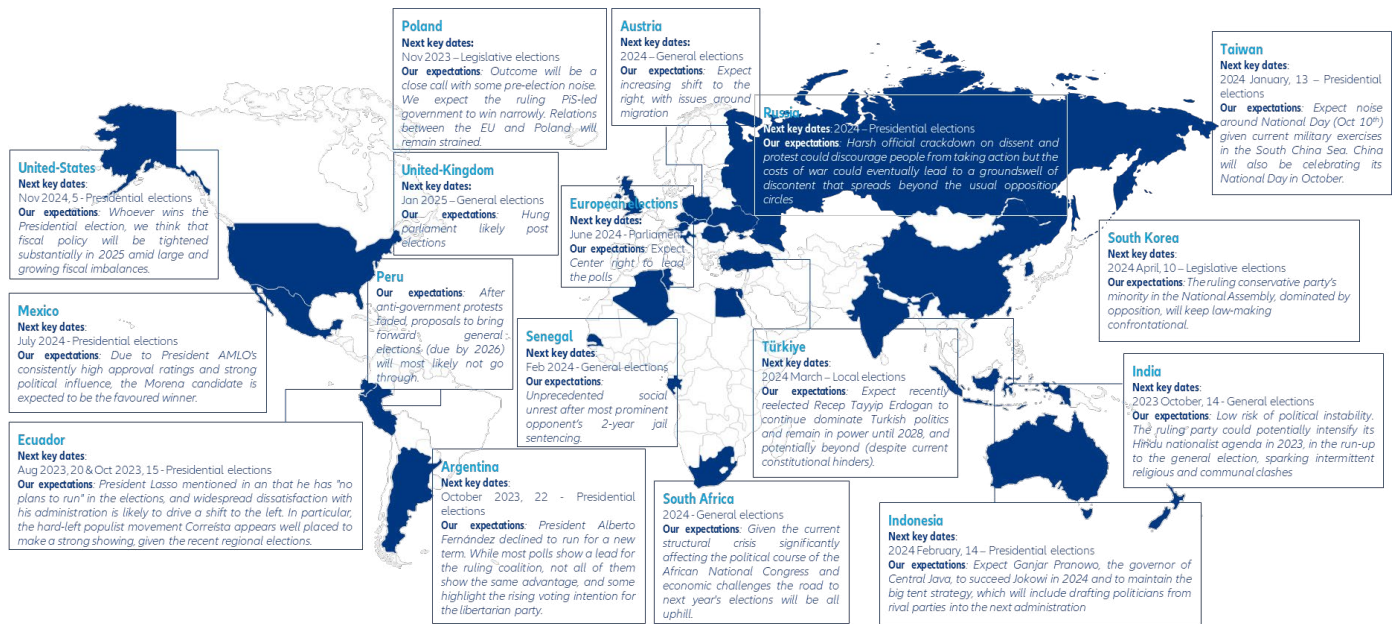 Poland
Next key dates:
Nov 2023 – Legislative elections
Our expectations: Outcome will be a
close call with some pre-election noise.
We expect the ruling PiS-led
government to win narrowly. Relations
between the EU and Poland will
remain strained.
Austria
Next key dates:
2024 – General elections
Our expectations: Expect
increasing shift to the
right, with issues around
migration
Taiwan
Next key dates:
2024 January, 13 – Presidential
elections
Our expectations: Expect noise
around National Day (Oct 10th)
given current military exercises
in the South China Sea. China
will also be celebrating its
National Day in October.
Russia
Next key dates: 2024 – Presidential elections
Our expectations: Harsh official crackdown on dissent and
protest could discourage people from taking action but the
costs of war could eventually lead to a groundswell of
discontent that spreads beyond the usual opposition
circles
United-States
Next key dates:
Nov 2024, 5 - Presidential elections
Our expectations: Whoever wins the
Presidential election, we think that
fiscal policy will be tightened
substantially in 2025 amid large and
growing fiscal imbalances.
United-Kingdom
Next key dates:
Jan 2025 – General elections
Our expectations: Hung
parliament likely post
elections
European elections
Next key dates:
June 2024 - Parliament
Our expectations: Expect
Center right to lead
the polls
South Korea
Next key dates:
2024 April, 10 – Legislative elections
Our expectations: The ruling conservative party's
minority in the National Assembly, dominated by
opposition, will keep law-making
confrontational.
Peru
Our expectations: After
anti-government protests
faded, proposals to bring
forward general
elections (due by 2026)
will most likely not go
through.
Mexico
Next key dates:
July 2024 - Presidential elections
Our expectations: Due to President AMLO's
consistently high approval ratings and strong
political influence, the Morena candidate is
expected to be the favoured winner.
Senegal
Next key dates:
Feb 2024 - General elections
Our expectations:
Unprecedented social
unrest after most prominent
opponent's 2-year jail
sentencing.
Türkiye
Next key dates:
2024 March – Local elections
Our expectations: Expect recently
reelected Recep Tayyip Erdogan to
continue dominate Turkish politics
and remain in power until 2028, and
potentially beyond (despite current
constitutional hinders).
India
Next key dates:
2023 October, 14 - General elections
Our expectations: Low risk of political instability.
The ruling party could potentially intensify its
Hindu nationalist agenda in 2023, in the run-up
to the general election, sparking intermittent
religious and communal clashes
Ecuador
Next key dates:
Aug 2023, 20 & Oct 2023, 15 - Presidential elections
Our expectations: President Lasso mentioned in an that he has "no
plans to run" in the elections, and widespread dissatisfaction with
his administration is likely to drive a shift to the left. In particular,
the hard-left populist movement Correísta appears well placed to
make a strong showing, given the recent regional elections.
Argentina
Next key dates:
October 2023, 22 - Presidential
elections
Our expectations: President Alberto
Fernández declined to run for a new
term. While most polls show a lead for
the ruling coalition, not all of them
show the same advantage, and some
highlight the rising voting intention for
the libertarian party.
South Africa
2024 - General elections
Our expectations: Given the current
structural crisis significantly
affecting the political course of the
African National Congress and
economic challenges the road to
next year's elections will be all
uphill.
Indonesia
Next key dates:
2024 February, 14 – Presidential elections
Our expectations: Expect Ganjar Pranowo, the governor of
Central Java, to succeed Jokowi in 2024 and to maintain the
big tent strategy, which will include drafting politicians from
rival parties into the next administration